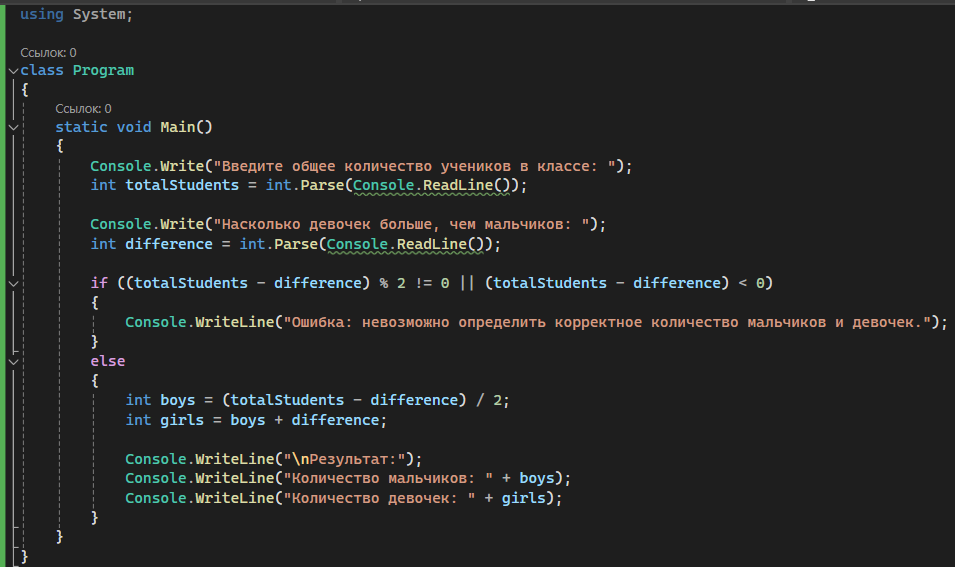 using System;
Ссылок: 0
class Program
{
Ссылок: 0
static void Main()
{
Console.Write("Введите общее количество учеников в классе: ");
int totalStudents = int.Parse(Console.ReadLine());
Console.Write("Насколько девочек больше, чем мальчиков: ");
int difference = int.Parse(Console.ReadLine());
if ((totalStudents - difference) % 2 != 0 || (totalStudents - difference) < 0)
{
Console.WriteLine("Ошибка: невозможно определить корректное количество мальчиков и девочек.");
}
else
{
int boys = (totalStudents - difference) / 2;
int girls = boys + difference;
Console.WriteLine("\nРезультат:");
Console.WriteLine("Количество мальчиков: " + boys);
Console.WriteLine("Количество девочек: " + girls);
}
}
}